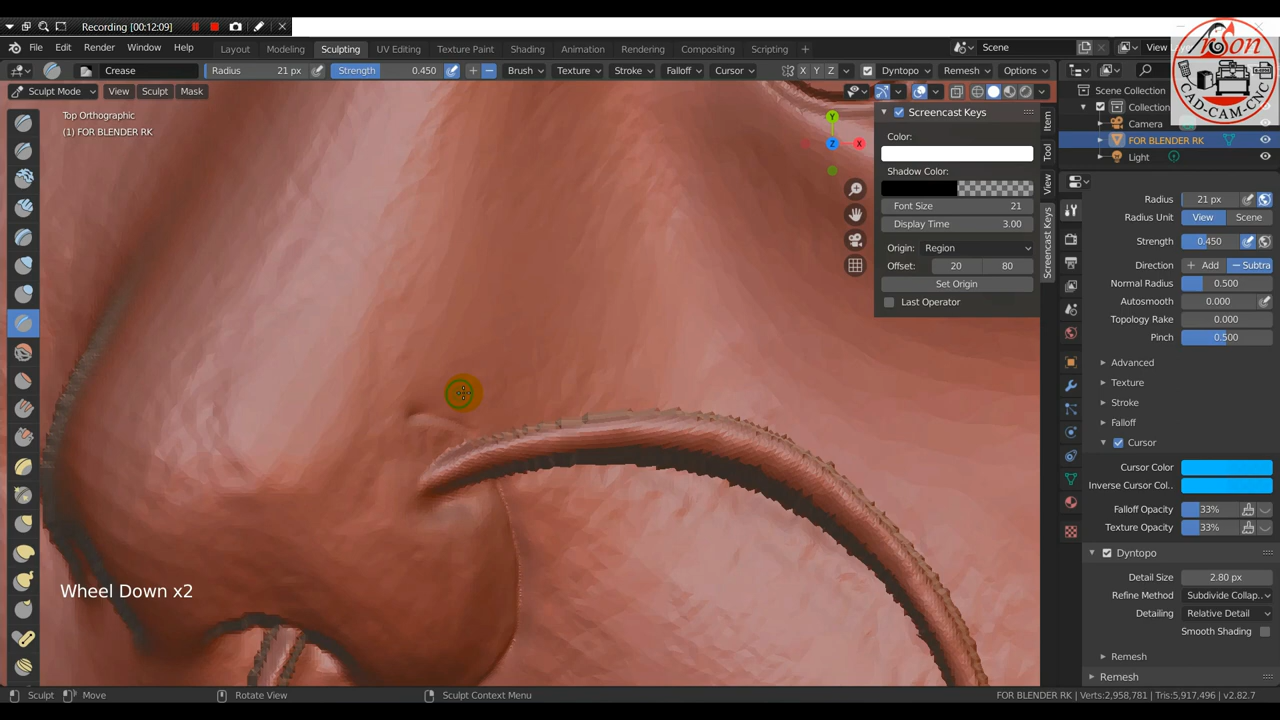 Recording [00:12:09]
File Edit Render Window Help Layout Modeling Sculpting UV Editing Texture Paint Shading Animation Rendering Compositing Scripting + Scene View
Crease Radius 21 px Strength 0.450 Brush Texture Stroke Falloff Cursor X Y Z Dyntopo Remesh Options
Sculpt Mode View Sculpt Mask
Top Orthographic
(1) FOR BLENDER RK
Y
Z X
Screencast Keys
Color:
Shadow Color:
Font Size 21
Display Time 3.00
Origin: Region
Offset: 20 80
Set Origin
Last Operator
Item
Tool
View
Screencast Keys
Arson
CAD-CAM-CNC
Scene Collection
Collection
Camera
FOR BLENDER RK
Light
Radius 21 px
Radius Unit View Scene
Strength 0.450
Direction + Add − Subtra
Normal Radius 0.500
Autosmooth 0.000
Topology Rake 0.000
Pinch 0.500
Advanced
Texture
Stroke
Falloff
Cursor
Cursor Color
Inverse Cursor Col..
Falloff Opacity 33%
Texture Opacity 33%
Dyntopo
Detail Size 2.80 px
Refine Method Subdivide Collap..
Detailing Relative Detail
Smooth Shading
Remesh
Remesh
Wheel Down x2
Sculpt Move Rotate View Sculpt Context Menu FOR BLENDER RK | Verts:2,958,781 | Tris:5,917,496 | v2.82.7